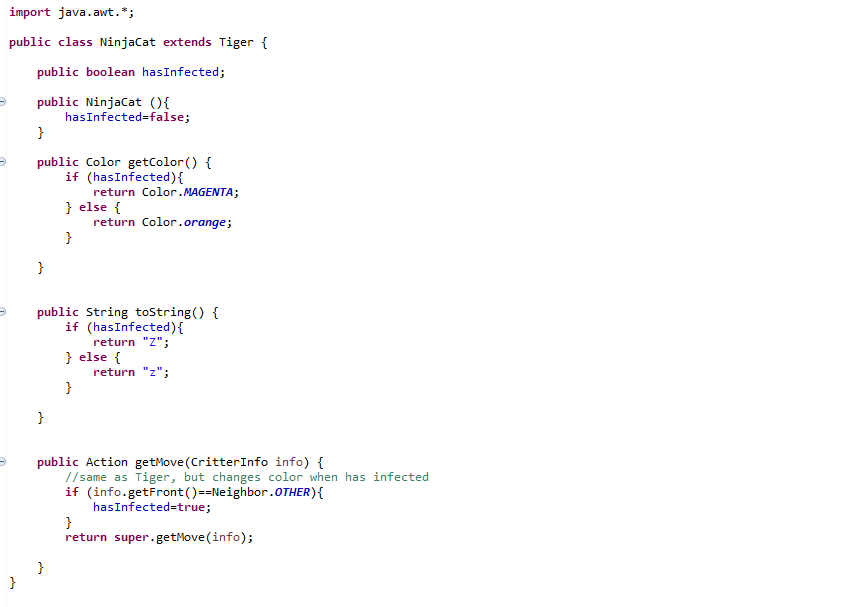 import java.awt.*;
public class NinjaCat extends Tiger {
public boolean hasInfected;
public NinjaCat (){
hasInfected=false;
}
public Color getColor() {
if (hasInfected){
return Color.MAGENTA;
} else {
return Color.orange;
}
}
public String toString() {
if (hasInfected){
return "Z";
} else {
return "z";
}
}
public Action getMove(CritterInfo info) {
//same as Tiger, but changes color when has infected
if (info.getFront()==Neighbor.OTHER){
hasInfected=true;
}
return super.getMove(info);
}
}